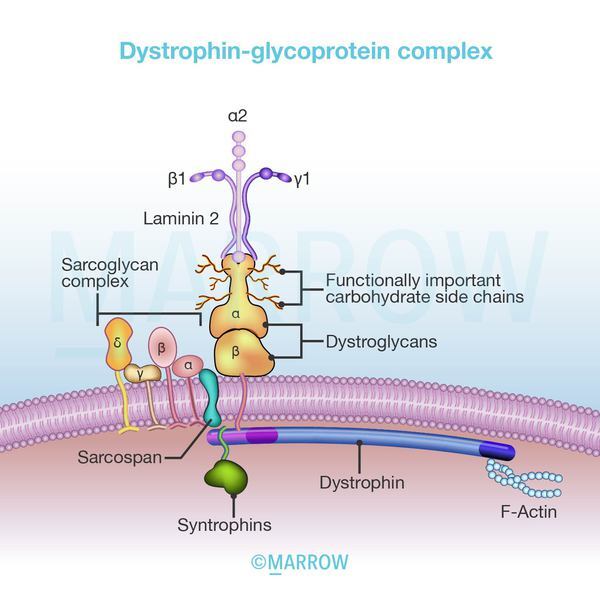 Dystrophin-glycoprotein complex
α2
β1
γ1
Laminin 2
MARROW
Sarcoglycan
complex
Functionally important
carbohydrate side chains
α
Dystroglycans
β
δ
γ
β
α
Sarcospan
Dystrophin
Syntrophins
F-Actin
©MARROW